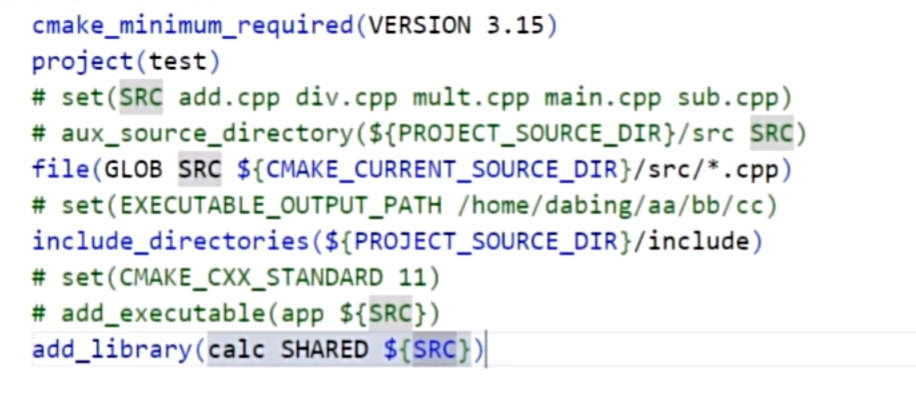 cmake_minimum_required(VERSION 3.15)
project(test)
# set(SRC add.cpp div.cpp mult.cpp main.cpp sub.cpp)
# aux_source_directory(${PROJECT_SOURCE_DIR}/src SRC)
file(GLOB SRC ${CMAKE_CURRENT_SOURCE_DIR}/src/*.cpp)
# set(EXECUTABLE_OUTPUT_PATH /home/dabing/aa/bb/cc)
include_directories(${PROJECT_SOURCE_DIR}/include)
# set(CMAKE_CXX_STANDARD 11)
# add_executable(app ${SRC})
add_library(calc SHARED ${SRC})